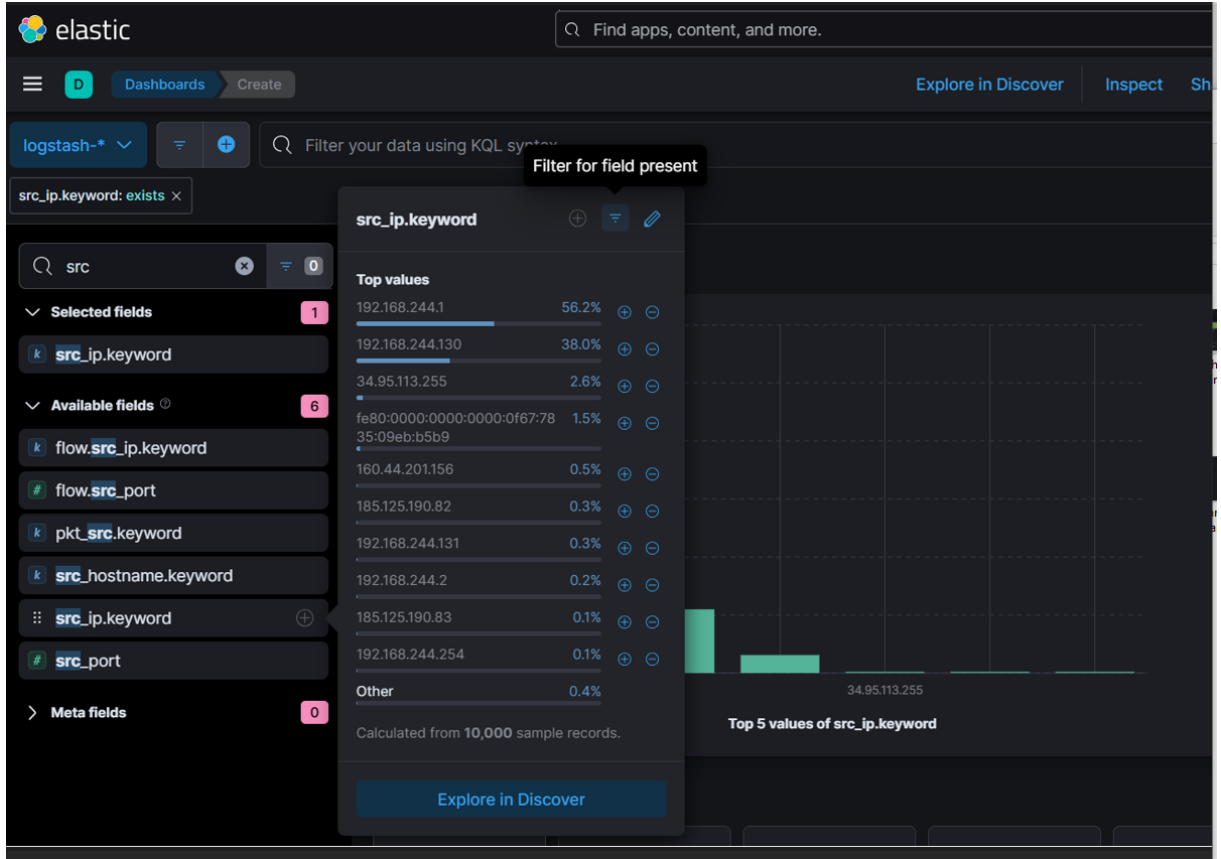 elastic
Find apps, content, and more.
D
Dashboards
Create
Explore in Discover
Inspect
Sh
logstash-*
Filter your data using KQL syntax
Filter for field present
src_ip.keyword: exists ×
src_ip.keyword
src
0
Top values
192.168.244.1 56.2%
192.168.244.130 38.0%
34.95.113.255 2.6%
fe80:0000:0000:0000:0f67:78
35:09eb:b5b9 1.5%
160.44.201.156 0.5%
185.125.190.82 0.3%
192.168.244.131 0.3%
192.168.244.2 0.2%
185.125.190.83 0.1%
192.168.244.254 0.1%
Other 0.4%
Calculated from 10,000 sample records.
Explore in Discover
Selected fields 1
k src_ip.keyword
Available fields 6
k flow.src_ip.keyword
# flow.src_port
k pkt_src.keyword
k src_hostname.keyword
src_ip.keyword
# src_port
Meta fields 0
34.95.113.255
Top 5 values of src_ip.keyword